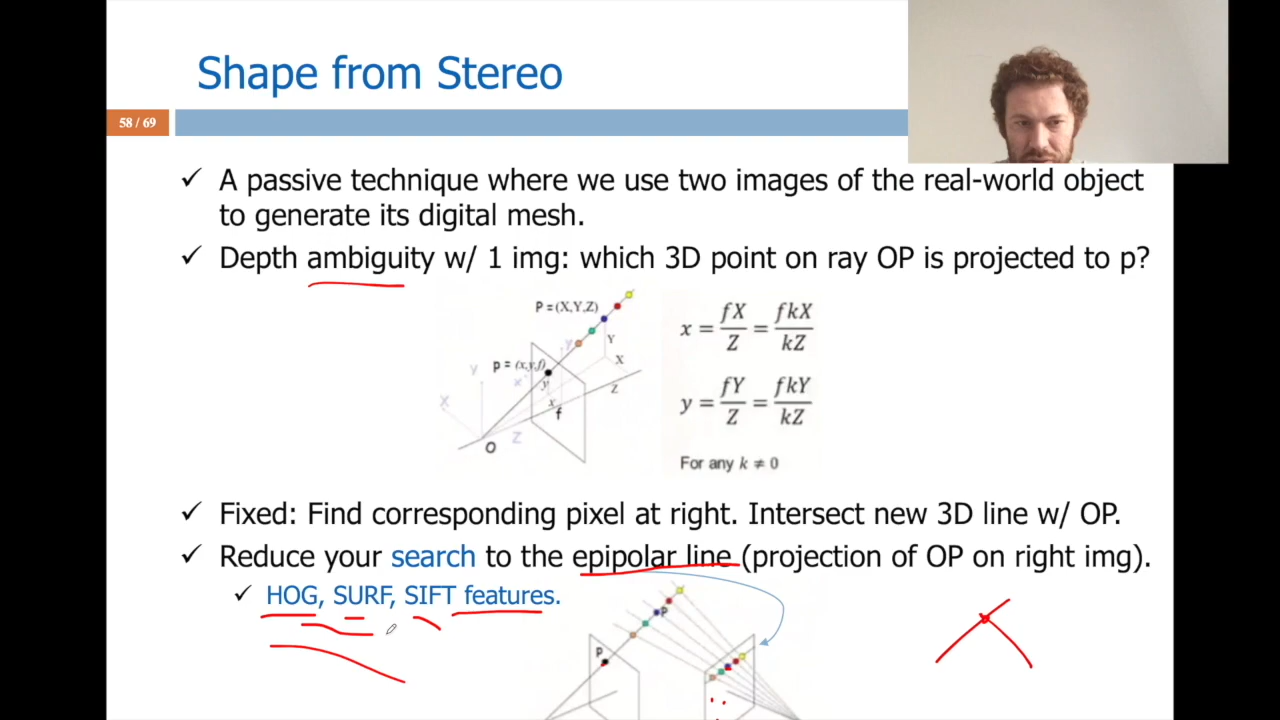 Shape from Stereo
58 / 69
✓ A passive technique where we use two images of the real-world object
to generate its digital mesh.
✓ Depth ambiguity w/ 1 img: which 3D point on ray OP is projected to p?
P = (X,Y,Z)
p = (x,y,f)
y
x
Y
X
Z
y
x
f
Y
X
Z
O
x = fX/Z = fkX/kZ
y = fY/Z = fkY/kZ
For any k ≠ 0
✓ Fixed: Find corresponding pixel at right. Intersect new 3D line w/ OP.
✓ Reduce your search to the epipolar line (projection of OP on right img).
✓ HOG, SURF, SIFT features.
P
P